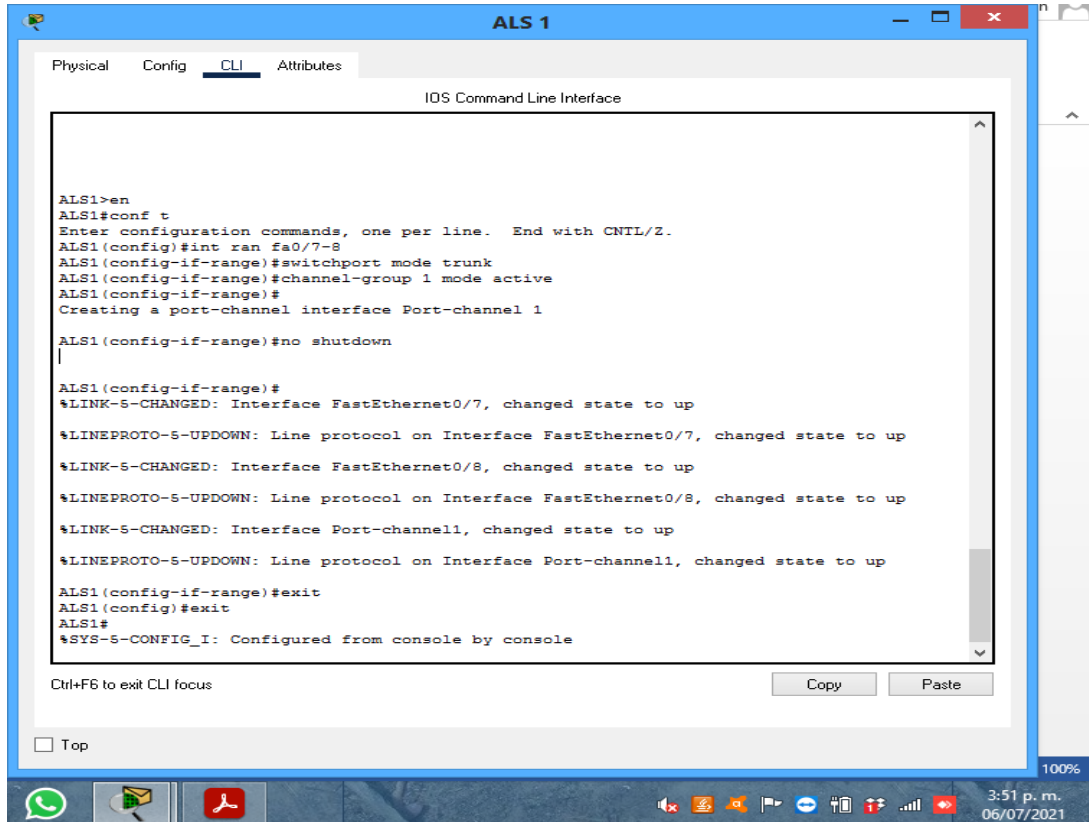 n
ALS 1
Physical Config CLI Attributes
IOS Command Line Interface
ALS1>en
ALS1#conf t
Enter configuration commands, one per line. End with CNTL/Z.
ALS1(config)#int ran fa0/7-8
ALS1(config-if-range)#switchport mode trunk
ALS1(config-if-range)#channel-group 1 mode active
ALS1(config-if-range)#
Creating a port-channel interface Port-channel 1
ALS1(config-if-range)#no shutdown
ALS1(config-if-range)#
%LINK-5-CHANGED: Interface FastEthernet0/7, changed state to up
%LINEPROTO-5-UPDOWN: Line protocol on Interface FastEthernet0/7, changed state to up
%LINK-5-CHANGED: Interface FastEthernet0/8, changed state to up
%LINEPROTO-5-UPDOWN: Line protocol on Interface FastEthernet0/8, changed state to up
%LINK-5-CHANGED: Interface Port-channel1, changed state to up
%LINEPROTO-5-UPDOWN: Line protocol on Interface Port-channel1, changed state to up
ALS1(config-if-range)#exit
ALS1(config)#exit
ALS1#
%SYS-5-CONFIG_I: Configured from console by console
Ctrl+F6 to exit CLI focus
Copy Paste
Top
100%
3:51 p. m.
06/07/2021